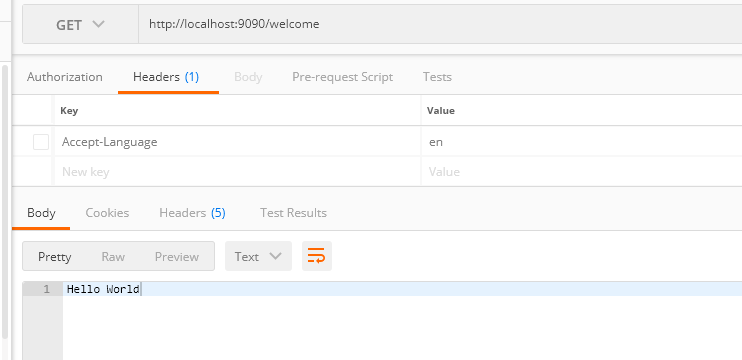 GET http://localhost:9090/welcome
Authorization Headers (1) Body Pre-request Script Tests
Key Value
Accept-Language en
New key Value
Body Cookies Headers (5) Test Results
Pretty Raw Preview Text
1 Hello World